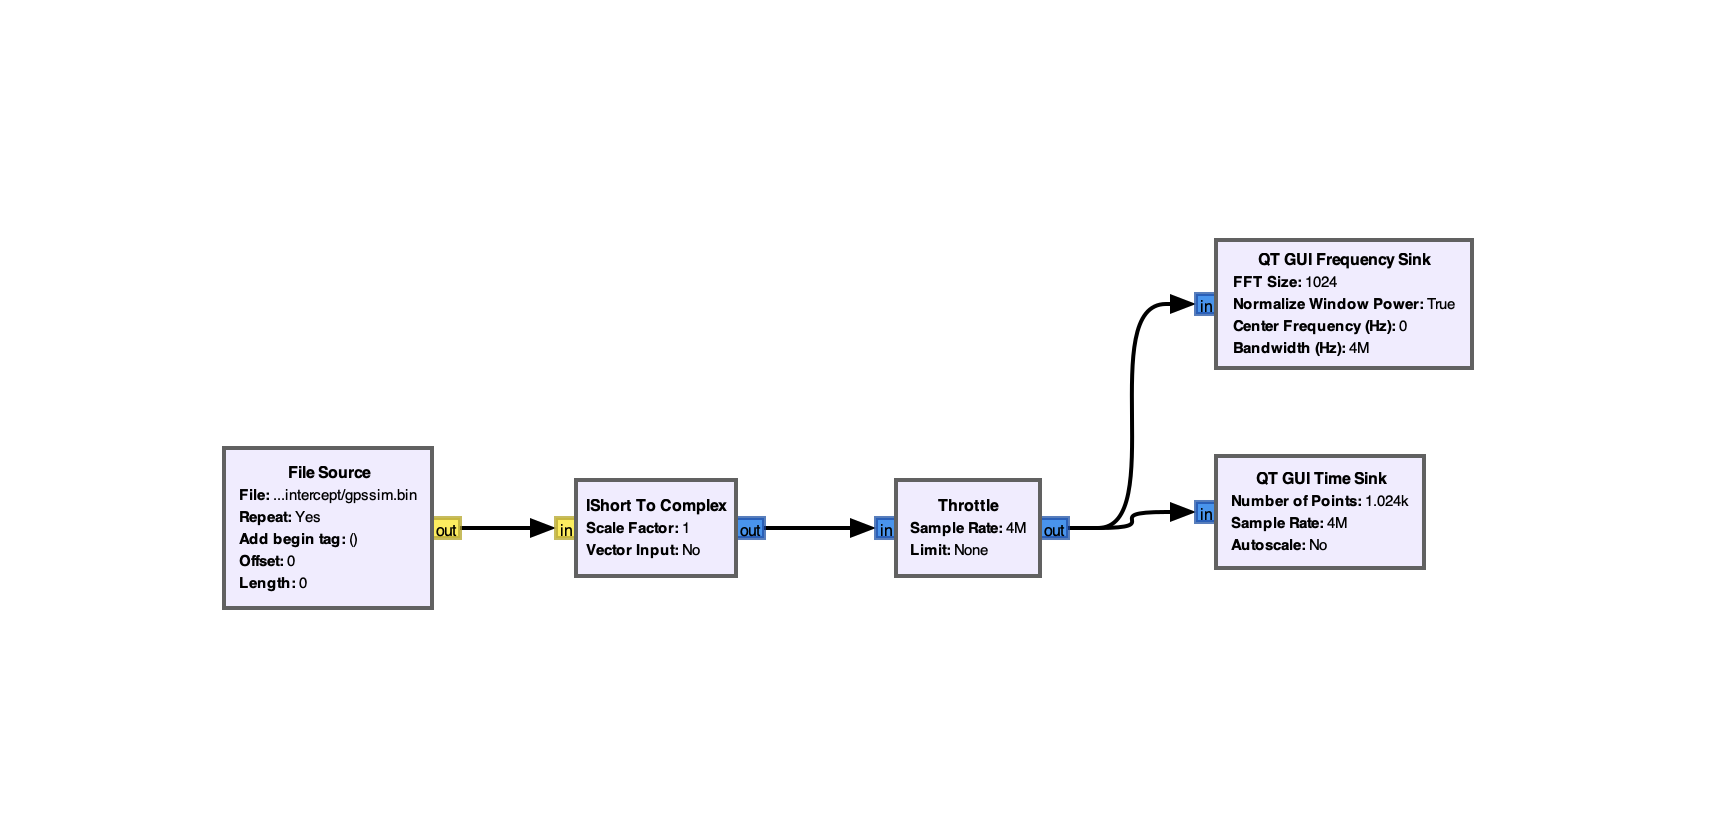 File Source
File: ...intercept/gpssim.bin
Repeat: Yes
Add begin tag: ()
Offset: 0
Length: 0
out
in
IShort To Complex
Scale Factor: 1
Vector Input: No
out
in
Throttle
Sample Rate: 4M
Limit: None
out
in
QT GUI Frequency Sink
FFT Size: 1024
Normalize Window Power: True
Center Frequency (Hz): 0
Bandwidth (Hz): 4M
in
QT GUI Time Sink
Number of Points: 1.024k
Sample Rate: 4M
Autoscale: No